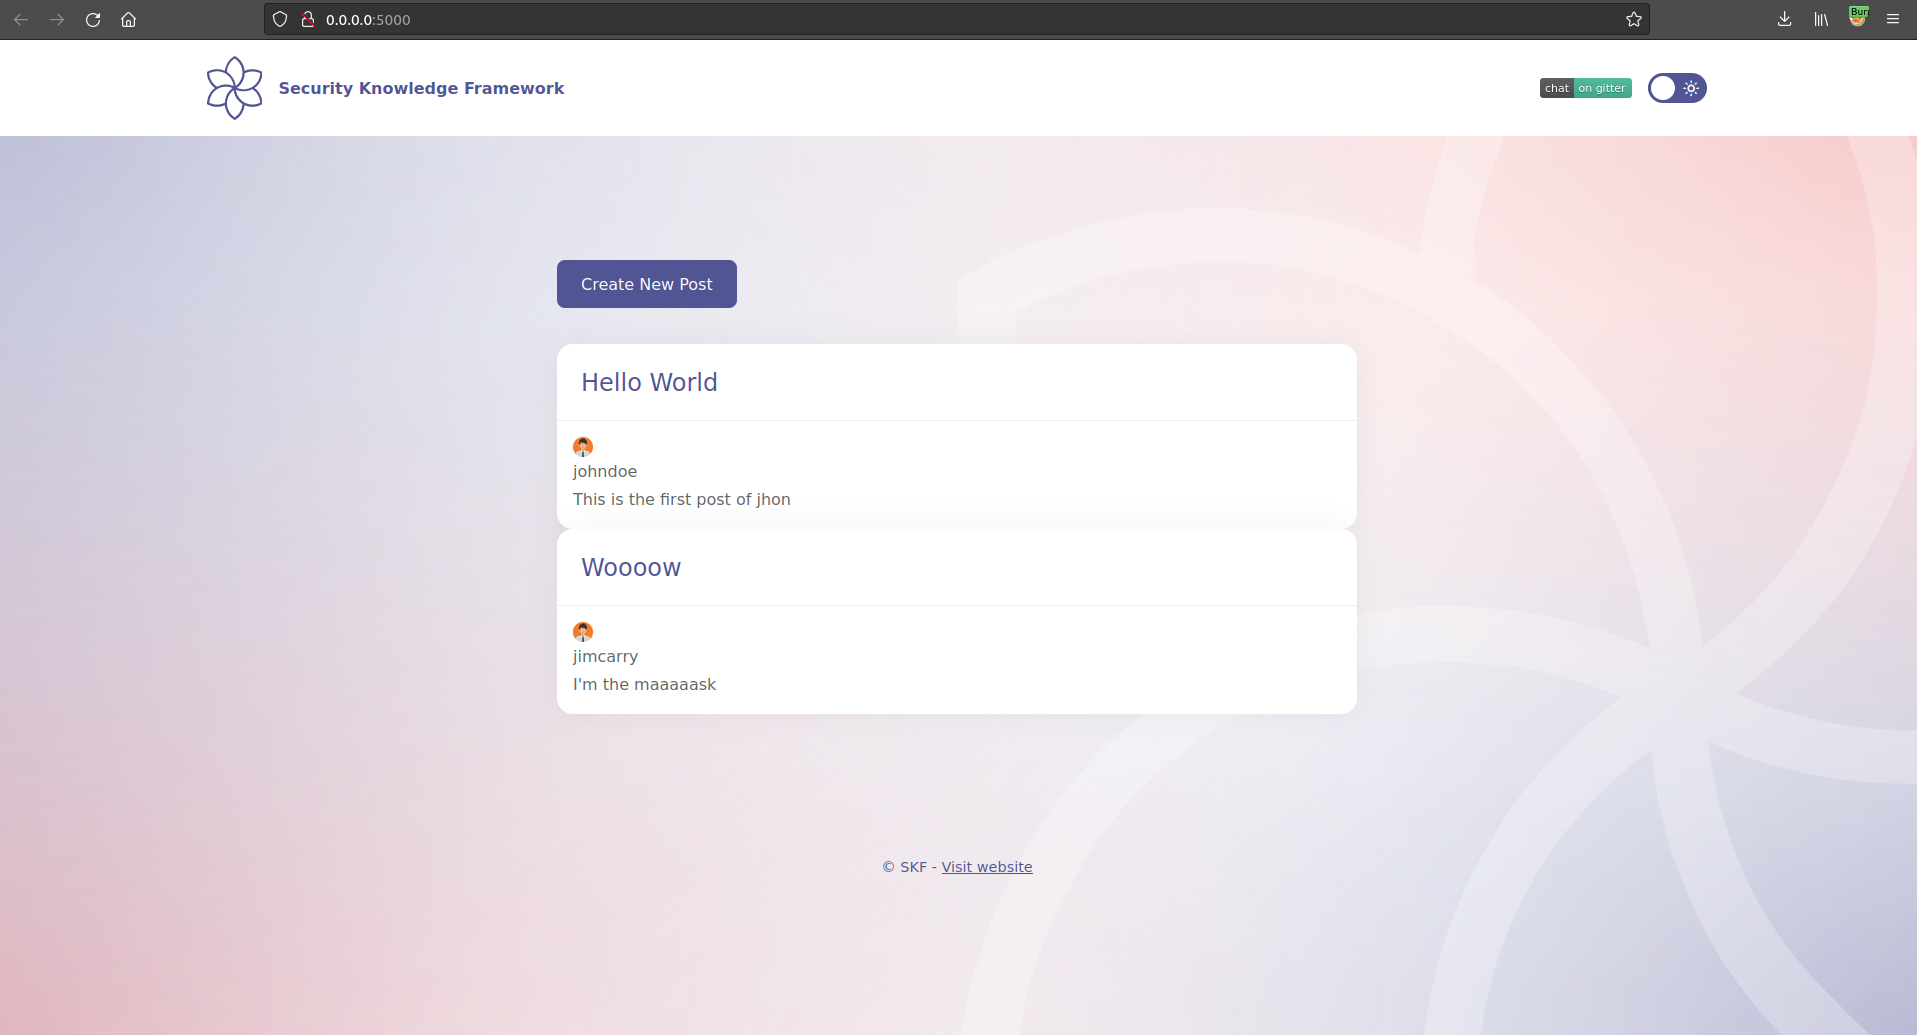 0.0.0.0:5000
Security Knowledge Framework
chat on gitter
Create New Post
Hello World
johndoe
This is the first post of jhon
Woooow
jimcarry
I'm the maaaaask
© SKF - Visit website